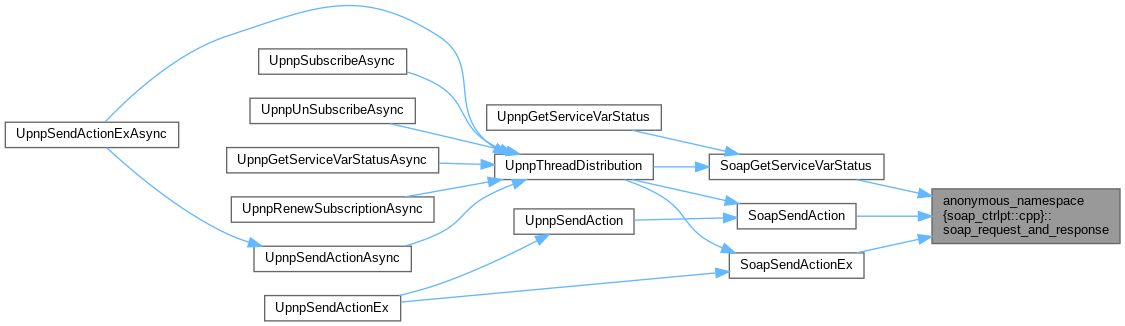 UpnpSubscribeAsync
UpnpUnSubscribeAsync
UpnpGetServiceVarStatus
UpnpSendActionExAsync
UpnpGetServiceVarStatusAsync
UpnpThreadDistribution
SoapGetServiceVarStatus
UpnpRenewSubscriptionAsync
UpnpSendAction
SoapSendAction
anonymous_namespace
{soap_ctrlpt::cpp}::
soap_request_and_response
UpnpSendActionAsync
SoapSendActionEx
UpnpSendActionEx